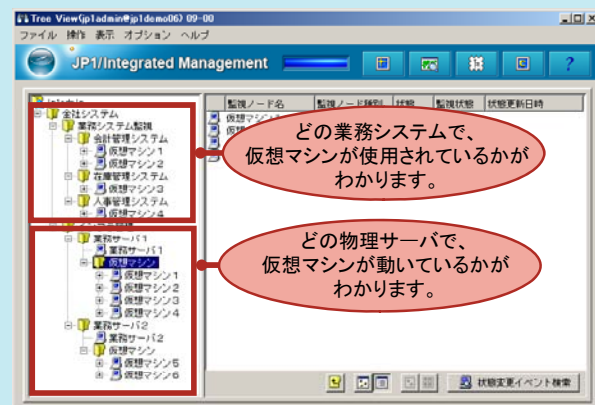 Tree View(jp1admin@jp1demo06) 09-00
ファイル 操作 表示 オプション ヘルプ
JP1/Integrated Management
監視ノード名 監視ノード種別 状態 監視状態 状態更新日時
会社システム
業務システム監視
会計管理システム
仮想マシン1
仮想マシン2
在庫管理システム
仮想マシン3
人事管理システム
仮想マシン4
どの業務システムで、
仮想マシンが使用されているかが
わかります。
業務サーバ1
業務サーバ1
仮想マシン
仮想マシン1
仮想マシン2
仮想マシン3
仮想マシン4
業務サーバ2
業務サーバ2
仮想マシン
仮想マシン5
仮想マシン6
どの物理サーバで、
仮想マシンが動いているかが
わかります。
状態変更イベント検索